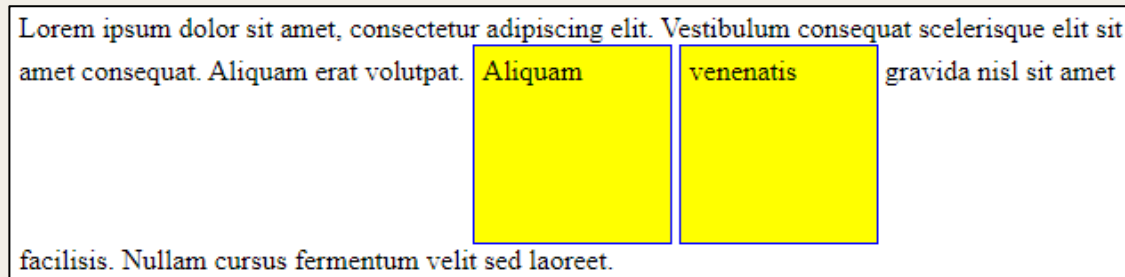 Lorem ipsum dolor sit amet, consectetur adipiscing elit. Vestibulum consequat scelerisque elit sit
amet consequat. Aliquam erat volutpat. Aliquam venenatis gravida nisl sit amet
facilisis. Nullam cursus fermentum velit sed laoreet.